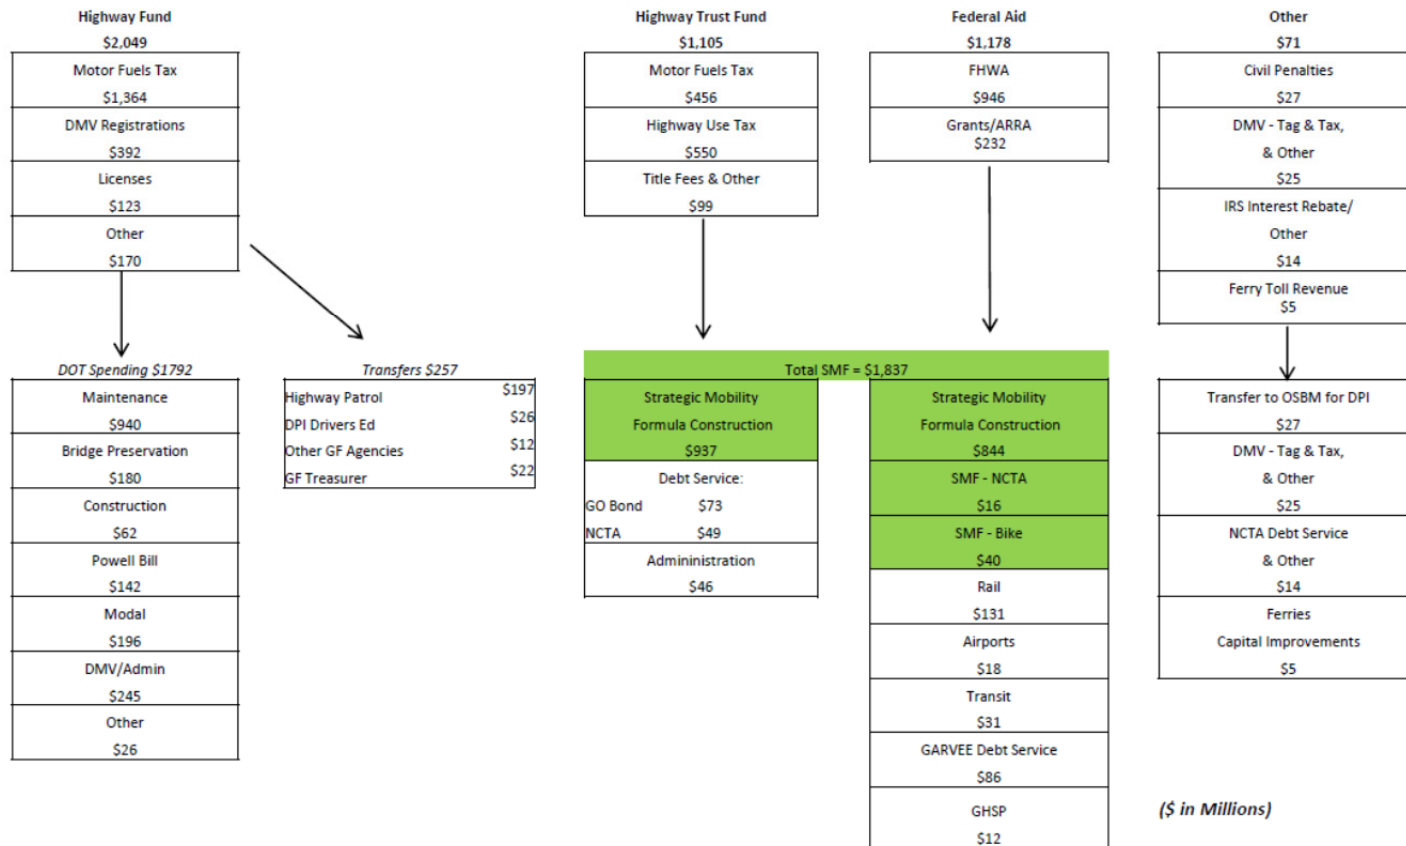 Highway Fund
$2,049
Motor Fuels Tax
$1,364
DMV Registrations
$392
Licenses
$123
Other
$170
DOT Spending $1792
Maintenance
$940
Bridge Preservation
$180
Construction
$62
Powell Bill
$142
Modal
$196
DMV/Admin
$245
Other
$26
Transfers $257
Highway Patrol $197
DPI Drivers Ed $26
Other GF Agencies $12
GF Treasurer $22
Highway Trust Fund
$1,105
Motor Fuels Tax
$456
Highway Use Tax
$550
Title Fees & Other
$99
Federal Aid
$1,178
FHWA
$946
Grants/ARRA
$232
Total SMF = $1,837
Strategic Mobility
Formula Construction
$937
Debt Service:
GO Bond $73
NCTA $49
Admininistration
$46
Strategic Mobility
Formula Construction
$844
SMF - NCTA
$16
SMF - Bike
$40
Rail
$131
Airports
$18
Transit
$31
GARVEE Debt Service
$86
GHSP
$12
Other
$71
Civil Penalties
$27
DMV - Tag & Tax,
& Other
$25
IRS Interest Rebate/
Other
$14
Ferry Toll Revenue
$5
Transfer to OSBM for DPI
$27
DMV - Tag & Tax,
& Other
$25
NCTA Debt Service
& Other
$14
Ferries
Capital Improvements
$5
($ in Millions)